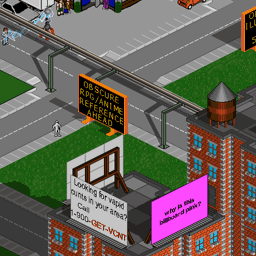 OBSCURE
RPG/ANIME
REFERENCE
AHEAD
Looking for vapid
cunts in your area?
Call
1-900-GET-VCNT
why is this
billboard pink?